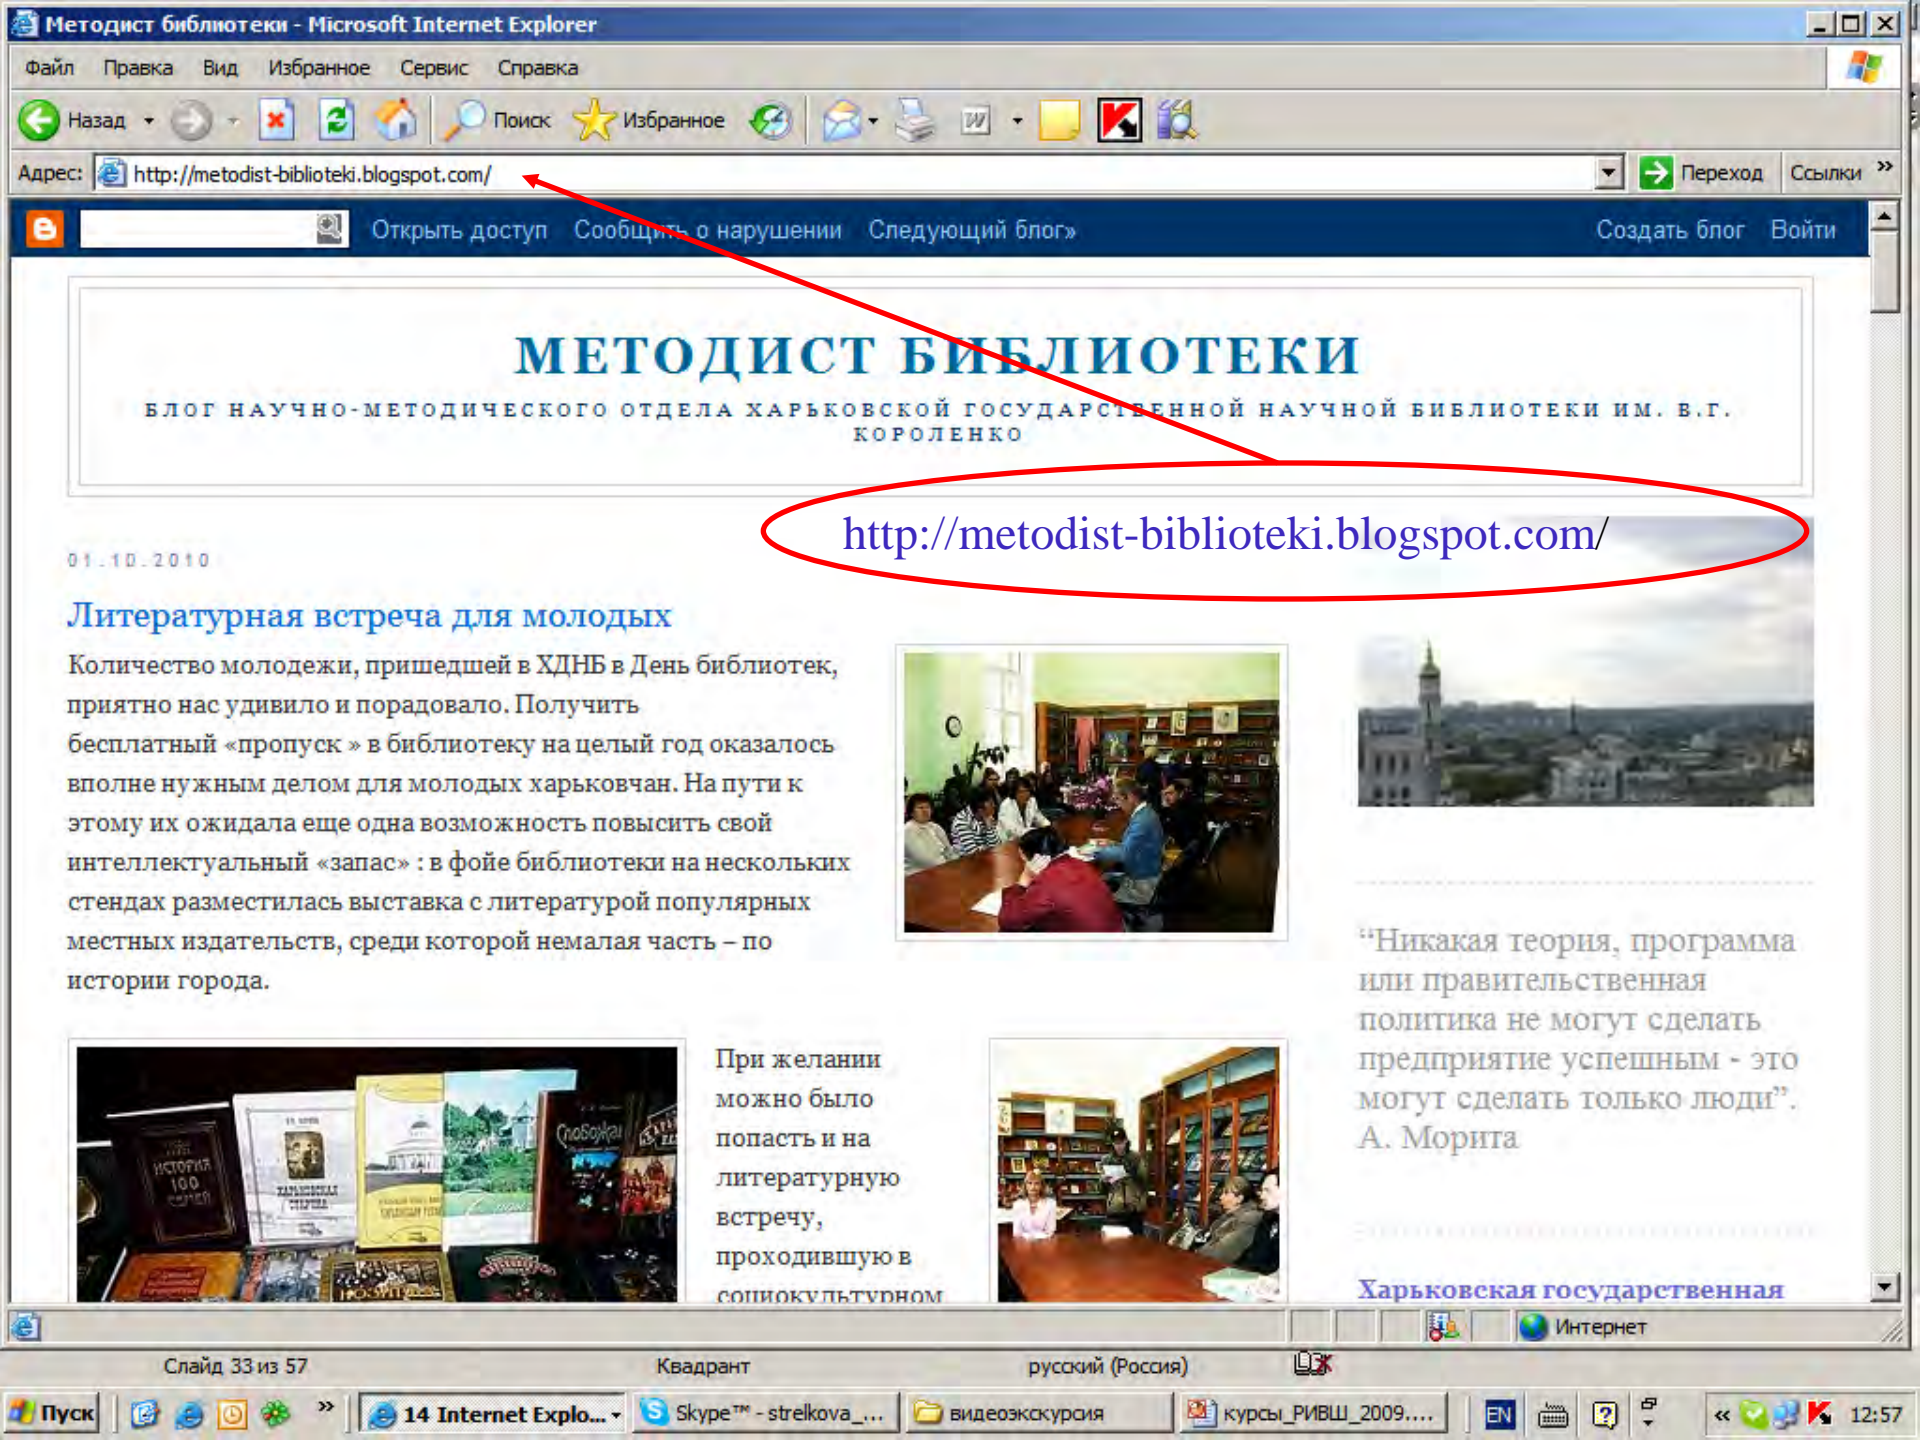 Методист библиотеки - Microsoft Internet Explorer
Файл Правка Вид Избранное Сервис Справка
Назад Поиск Избранное
Адрес: http://metodist-biblioteki.blogspot.com/ Переход Ссылки »
Открыть доступ Сообщить о нарушении Следующий блог» Создать блог Войти
МЕТОДИСТ БИБЛИОТЕКИ
БЛОГ НАУЧНО-МЕТОДИЧЕСКОГО ОТДЕЛА ХАРЬКОВСКОЙ ГОСУДАРСТВЕННОЙ НАУЧНОЙ БИБЛИОТЕКИ ИМ. В.Г.
КОРОЛЕНКО
http://metodist-biblioteki.blogspot.com/
01.10.2010
Литературная встреча для молодых
Количество молодежи, пришедшей в ХДНБ в День библиотек,
приятно нас удивило и порадовало. Получить
бесплатный «пропуск » в библиотеку на целый год оказалось
вполне нужным делом для молодых харьковчан. На пути к
этому их ожидала еще одна возможность повысить свой
интеллектуальный «запас» : в фойе библиотеки на нескольких
стендах разместилась выставка с литературой популярных
местных издательств, среди которой немалая часть – по
истории города.
ИСТОРИЯ
100
СЕМЕЙ
ХАРЬКОВСКАЯ
СТАРИНА
При желании
можно было
попасть и на
литературную
встречу,
проходившую в
социокультурном
“Никакая теория, программа
или правительственная
политика не могут сделать
предприятие успешным - это
могут сделать только люди”.
А. Морита
Харьковская государственная
Интернет
Слайд 33 из 57 Квадрант русский (Россия)
Пуск » 14 Internet Explo... Skype™ - strelkova_,... видеоэкскурсия курсы_РИВШ_2009.... EN « 12:57